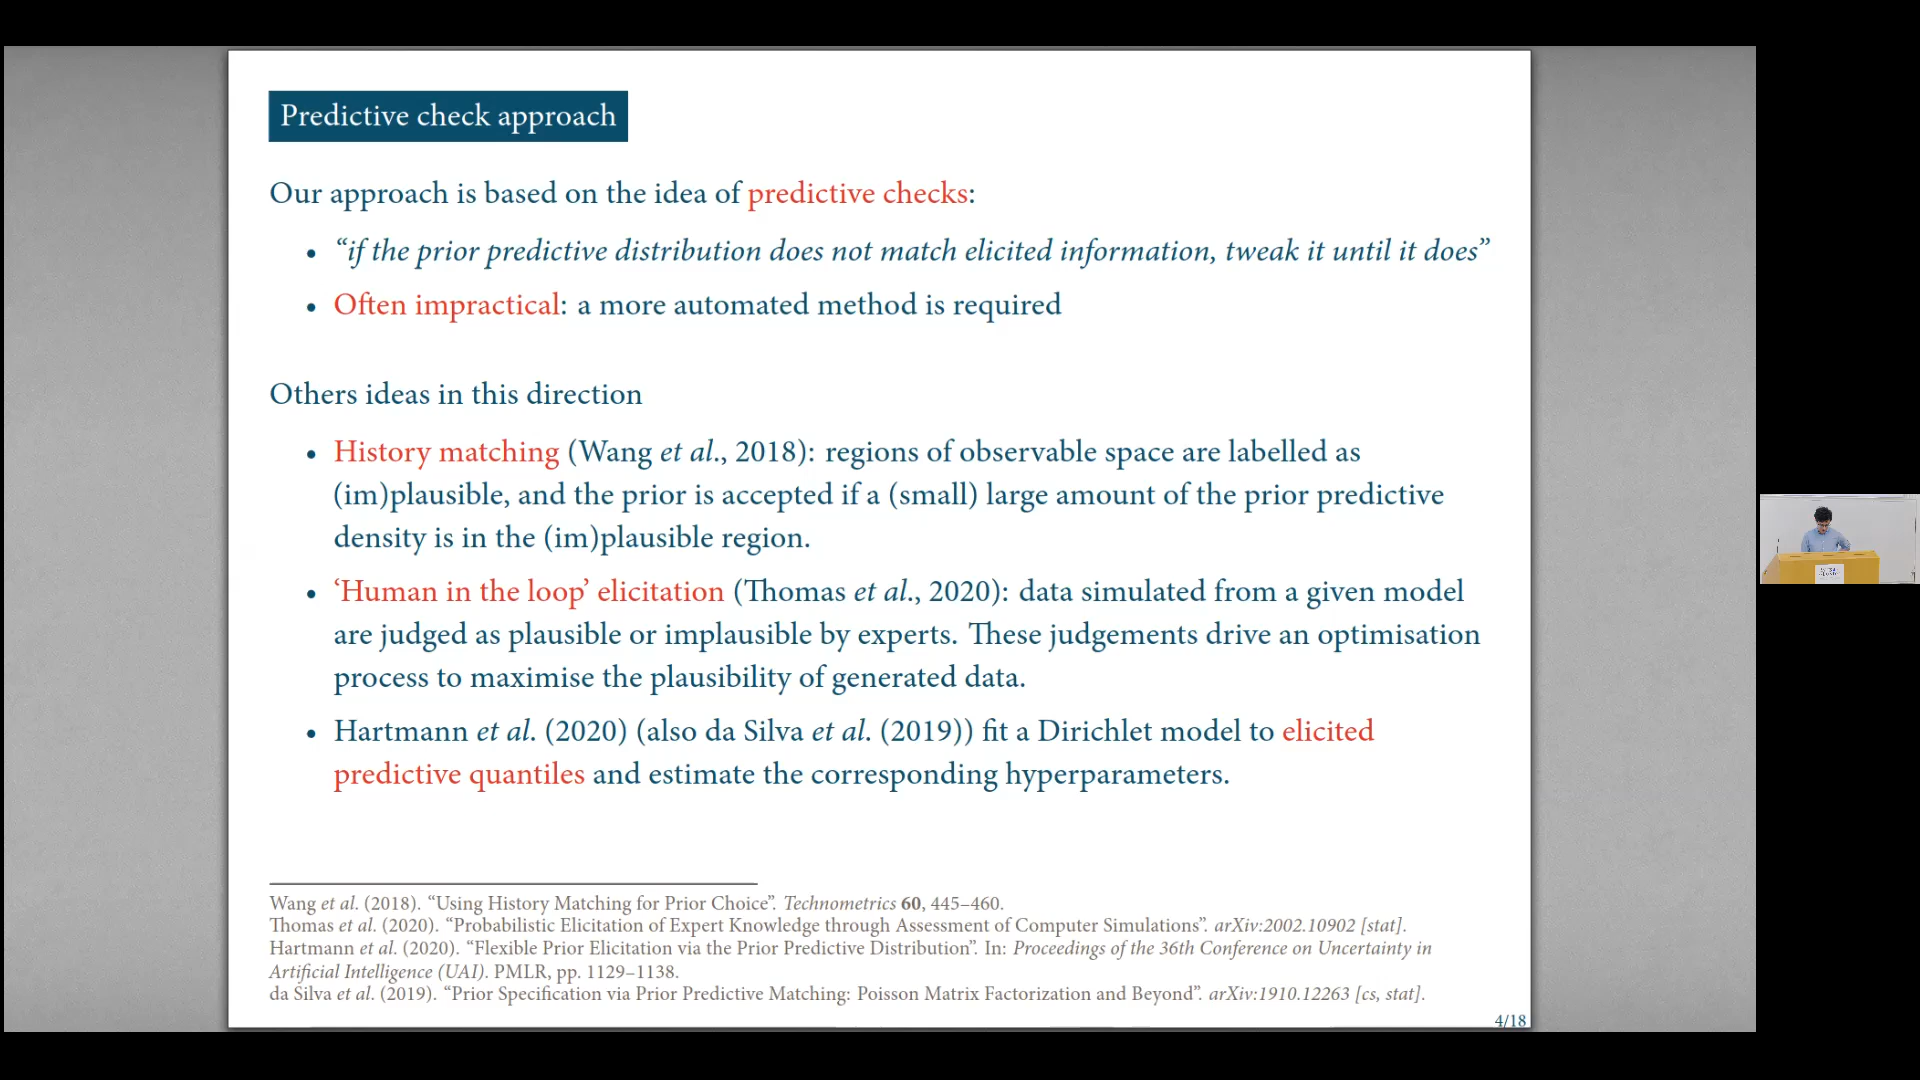 Predictive check approach
Our approach is based on the idea of predictive checks:
• “if the prior predictive distribution does not match elicited information, tweak it until it does”
• Often impractical: a more automated method is required
Others ideas in this direction
• History matching (Wang et al., 2018): regions of observable space are labelled as
(im)plausible, and the prior is accepted if a (small) large amount of the prior predictive
density is in the (im)plausible region.
• ‘Human in the loop’ elicitation (Thomas et al., 2020): data simulated from a given model
are judged as plausible or implausible by experts. These judgements drive an optimisation
process to maximise the plausibility of generated data.
• Hartmann et al. (2020) (also da Silva et al. (2019)) fit a Dirichlet model to elicited
predictive quantiles and estimate the corresponding hyperparameters.
Wang et al. (2018). “Using History Matching for Prior Choice”. Technometrics 60, 445–460.
Thomas et al. (2020). “Probabilistic Elicitation of Expert Knowledge through Assessment of Computer Simulations”. arXiv:2002.10902 [stat].
Hartmann et al. (2020). “Flexible Prior Elicitation via the Prior Predictive Distribution”. In: Proceedings of the 36th Conference on Uncertainty in
Artificial Intelligence (UAI). PMLR, pp. 1129–1138.
da Silva et al. (2019). “Prior Specification via Prior Predictive Matching: Poisson Matrix Factorization and Beyond”. arXiv:1910.12263 [cs, stat].
4/18